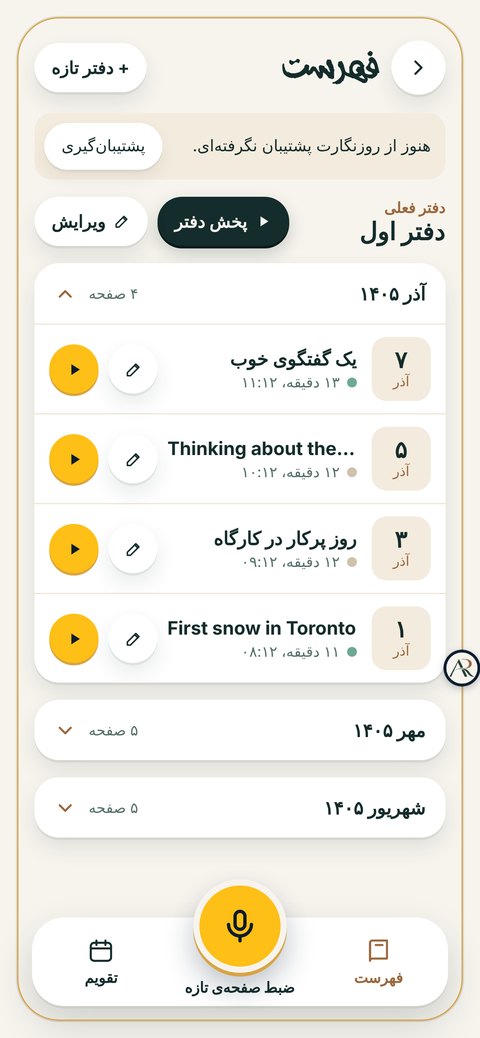 فهرست
+ دفتر تازه
هنوز از روزنگارت پشتیبان نگرفته‌ای.
پشتیبان‌گیری
دفتر فعلی
دفتر اول
پخش دفتر
ویرایش
آذر ۱۴۰۵
۴ صفحه
۷
آذر
یک گفتگوی خوب
۱۳ دقیقه، ۱۱:۱۲
۵
آذر
Thinking about the...
۱۲ دقیقه، ۱۰:۱۲
۳
آذر
روز پرکار در کارگاه
۱۲ دقیقه، ۰۹:۱۲
۱
آذر
First snow in Toronto
۱۱ دقیقه، ۰۸:۱۲
AR
مهر ۱۴۰۵
۵ صفحه
شهریور ۱۴۰۵
۵ صفحه
فهرست
ضبط صفحه‌ی تازه
تقویم